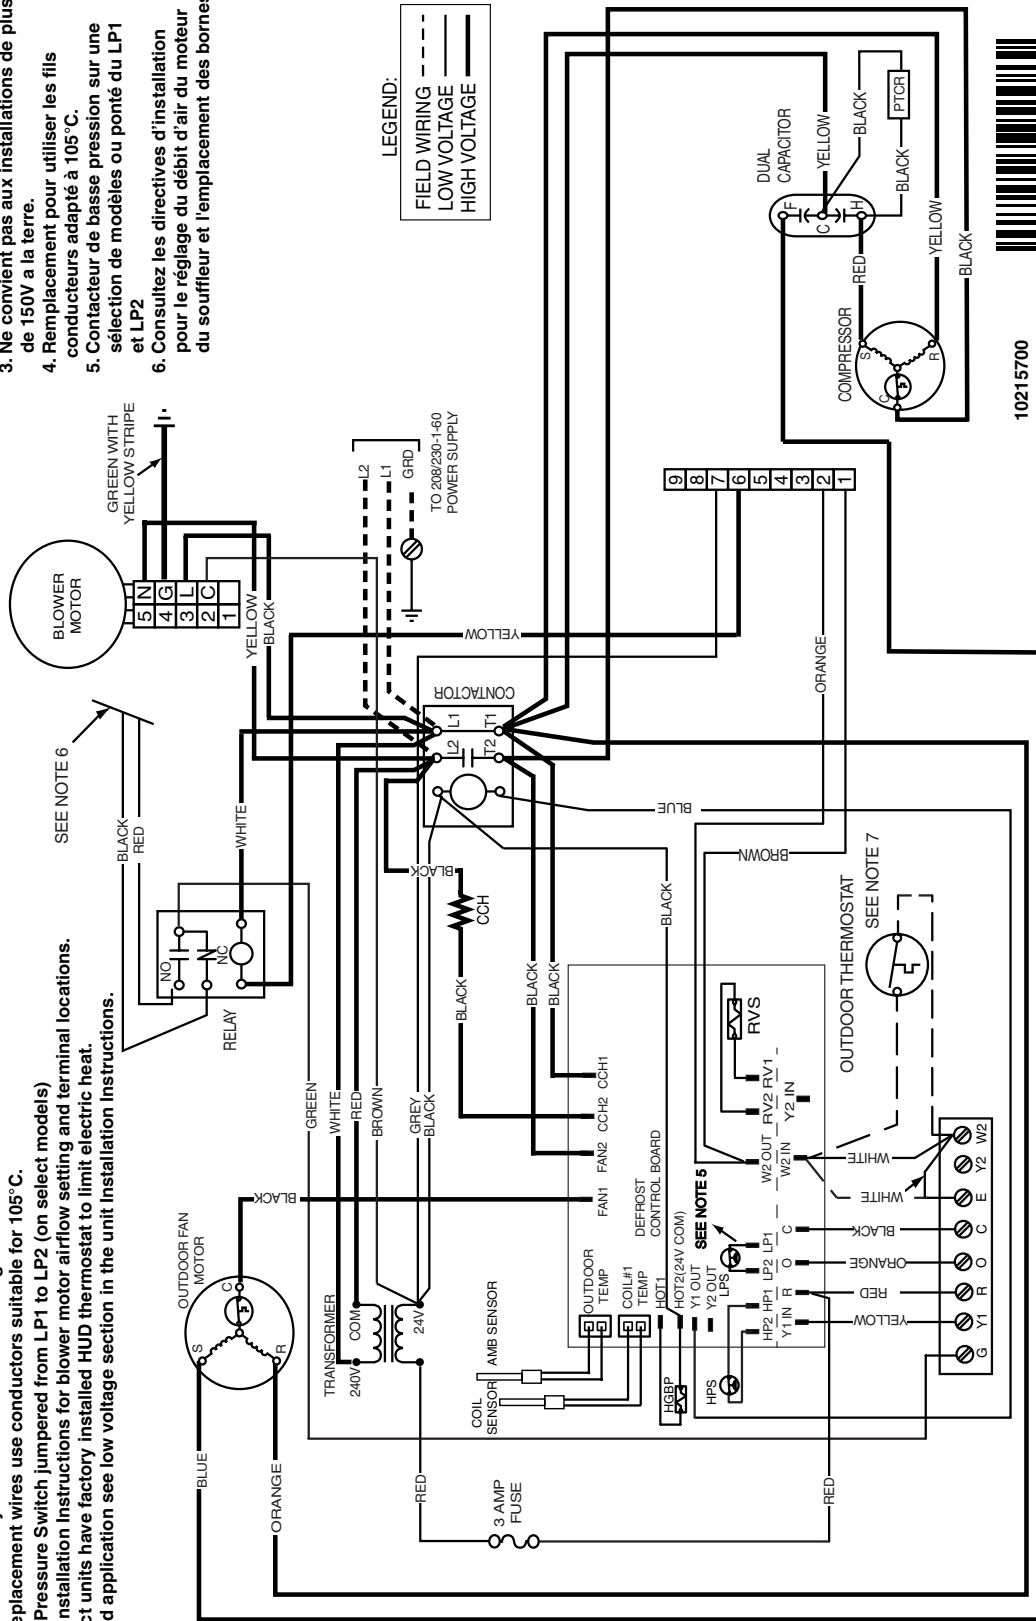 eplacement wires use conductors suitable for 105°C.
Pressure Switch jumpered from LP1 to LP2 (on select models)
nstallation Instructions for blower motor airflow setting and terminal locations.
ct units have factory installed HUD thermostat to limit electric heat.
d application see low voltage section in the unit Installation Instructions.
3. Ne convient pas aux installations de plus
de 150V a la terre.
4. Remplacement pour utiliser les fils
conducteurs adapté à 105°C.
5. Contacteur de basse pression sur une
sélection de modèles ou ponté du LP1
et LP2
6. Consultez les directives d'installation
pour le réglage du débit d'air du moteur
du souffleur et l'emplacement des bornes
LEGEND:
FIELD WIRING
LOW VOLTAGE
HIGH VOLTAGE
SEE NOTE 6
BLACK
RED
BLOWER
MOTOR
5 N
4 G
3 L
2 C
1
GREEN WITH
YELLOW STRIPE
YELLOW
BLACK
WHITE
NO
NC
RELAY
L2
L1
GRD
TO 208/230-1-60
POWER SUPPLY
OUTDOOR FAN
MOTOR
S
C
R
BLUE
ORANGE
BLACK
GREEN
WHITE
RED
BROWN
GREY
BLACK
TRANSFORMER
240V
COM
24V
RED
3 AMP
FUSE
BLACK
BLACK
CCH
BLACK
BLACK
CONTACTOR
L2
L1
T2
T1
YELLOW
BLUE
BLACK
BROWN
ORANGE
9
8
7
6
5
4
3
2
1
DUAL
CAPACITOR
F
C
H
YELLOW
BLACK
PTCR
BLACK
RED
COMPRESSOR
S
C
R
YELLOW
BLACK
COIL
SENSOR
AMB SENSOR
OUTDOOR
TEMP
COIL#1
TEMP
FAN1
FAN2
CCH2
CCH1
DEFROST
CONTROL BOARD
HOT1
HOT2(24V COM)
HGBP
Y1 OUT
Y2 OUT
SEE NOTE 5
HPS
LPS
HP2
HP1
LP2
LP1
Y1 IN
R
O
C
W2 OUT
W2 IN
RV2
RV1
Y2 IN
RVS
OUTDOOR THERMOSTAT
SEE NOTE 7
RED
YELLOW
RED
ORANGE
BLACK
WHITE
WHITE
G
Y1
R
O
C
E
Y2
W2
10215700